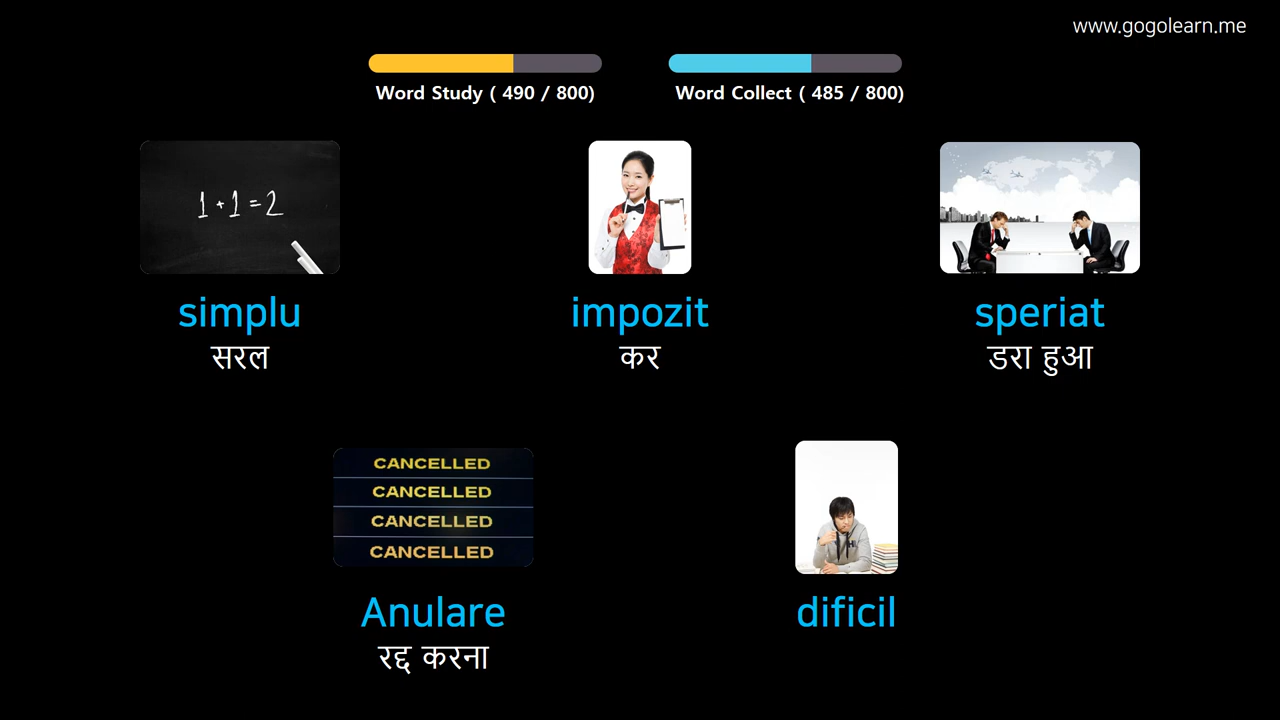 www.gogolearn.me
Word Study ( 490 / 800)
Word Collect ( 485 / 800)
1 + 1 = 2
simplu
सरल
impozit
कर
speriat
डरा हुआ
CANCELLED
CANCELLED
CANCELLED
CANCELLED
Anulare
रद्द करना
dificil